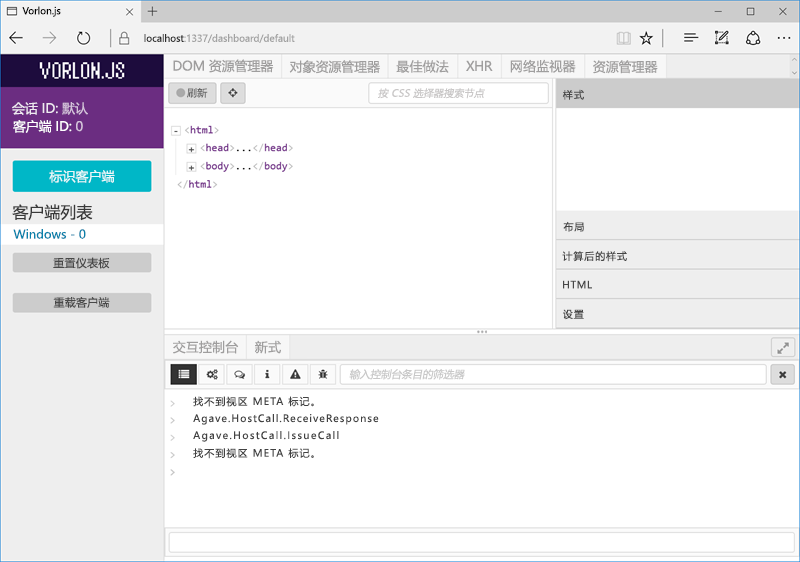 Vorlon.js
localhost:1337/dashboard/default
VORLON.JS
会话 ID: 默认
客户端 ID: 0
标识客户端
客户端列表
Windows - 0
重置仪表板
重载客户端
DOM 资源管理器 对象资源管理器 最佳做法 XHR 网络监视器 资源管理器
刷新 按 CSS 选择器搜索节点
<html>
<head>...</head>
<body>...</body>
</html>
样式
布局
计算后的样式
HTML
设置
交互控制台 新式
输入控制台条目的筛选器
> 找不到视区 META 标记。
> Agave.HostCall.ReceiveResponse
> Agave.HostCall.IssueCall
> 找不到视区 META 标记。
>